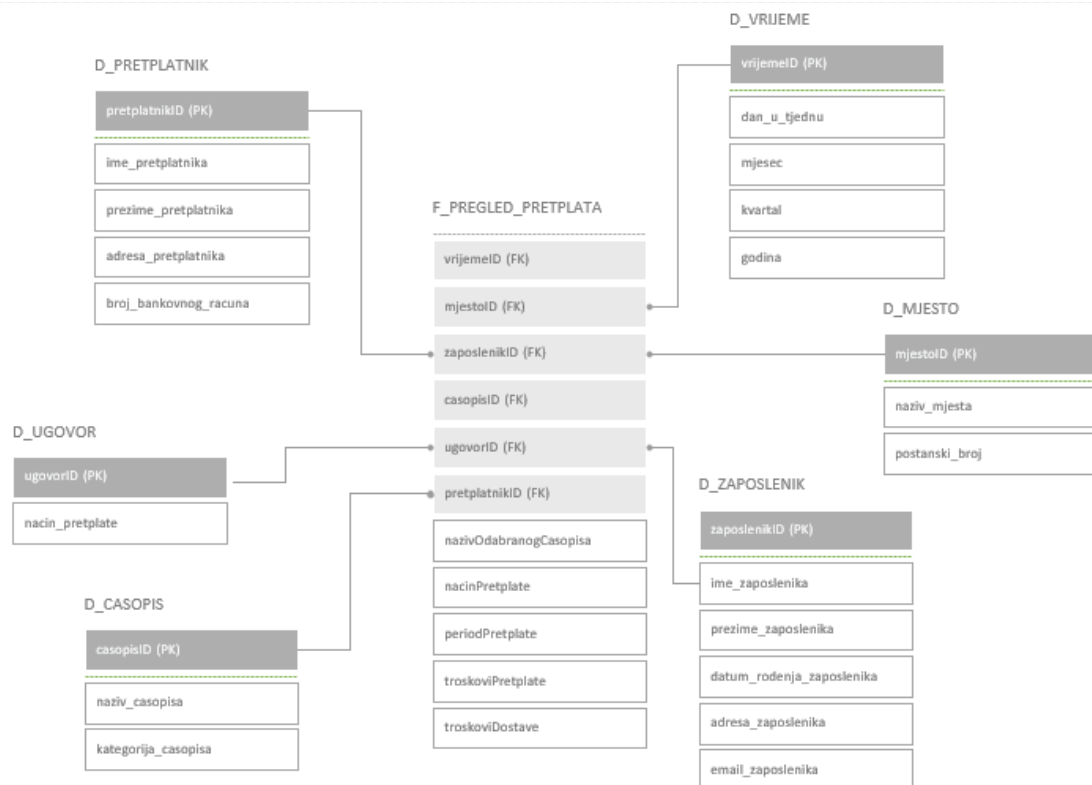 D_PRETPLATNIK
pretplatnikID (PK)
ime_pretplatnika
prezime_pretplatnika
adresa_pretplatnika
broj_bankovnog_racuna
D_UGOVOR
ugovorID (PK)
nacin_pretplate
D_CASOPIS
casopisID (PK)
naziv_casopisa
kategorija_casopisa
F_PREGLED_PRETPLATA
vrijemeID (FK)
mjestoID (FK)
zaposlenikID (FK)
casopisID (FK)
ugovorID (FK)
pretplatnikID (FK)
nazivOdabranogCasopisa
nacinPretplate
periodPretplate
troskoviPretplate
troskoviDostave
D_VRIJEME
vrijemeID (PK)
dan_u_tjednu
mjesec
kvartal
godina
D_MJESTO
mjestoID (PK)
naziv_mjesta
postanski_broj
D_ZAPOSLENIK
zaposlenikID (PK)
ime_zaposlenika
prezime_zaposlenika
datum_rodenja_zaposlenika
adresa_zaposlenika
email_zaposlenika